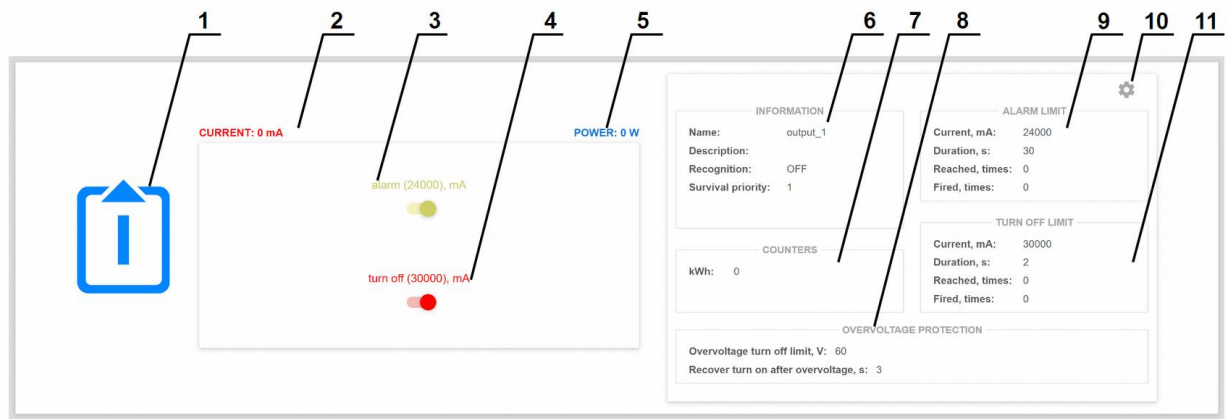 1 2 3 4 5 6 7 8 9 10 11
CURRENT: 0 mA
POWER: 0 W
alarm (24000), mA
turn off (30000), mA
INFORMATION
Name: output_1
Description:
Recognition: OFF
Survival priority: 1
COUNTERS
kWh: 0
ALARM LIMIT
Current, mA: 24000
Duration, s: 30
Reached, times: 0
Fired, times: 0
TURN OFF LIMIT
Current, mA: 30000
Duration, s: 2
Reached, times: 0
Fired, times: 0
OVERVOLTAGE PROTECTION
Overvoltage turn off limit, V: 60
Recover turn on after overvoltage, s: 3